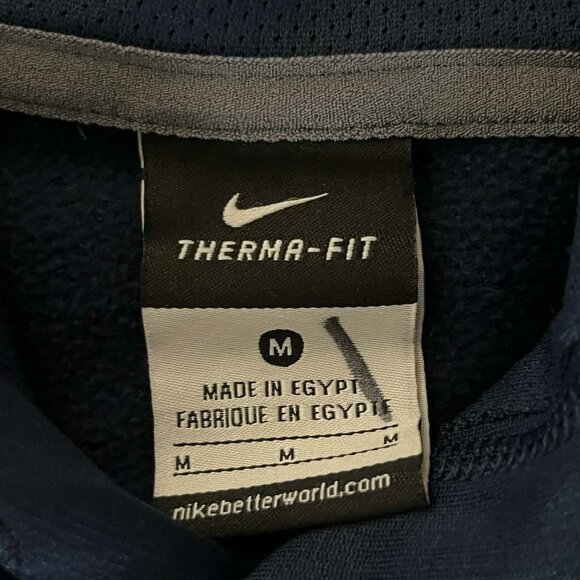 THERMA-FIT
M
MADE IN EGYPT
FABRIQUE EN EGYPTE
M M M
nikebetterworld.com